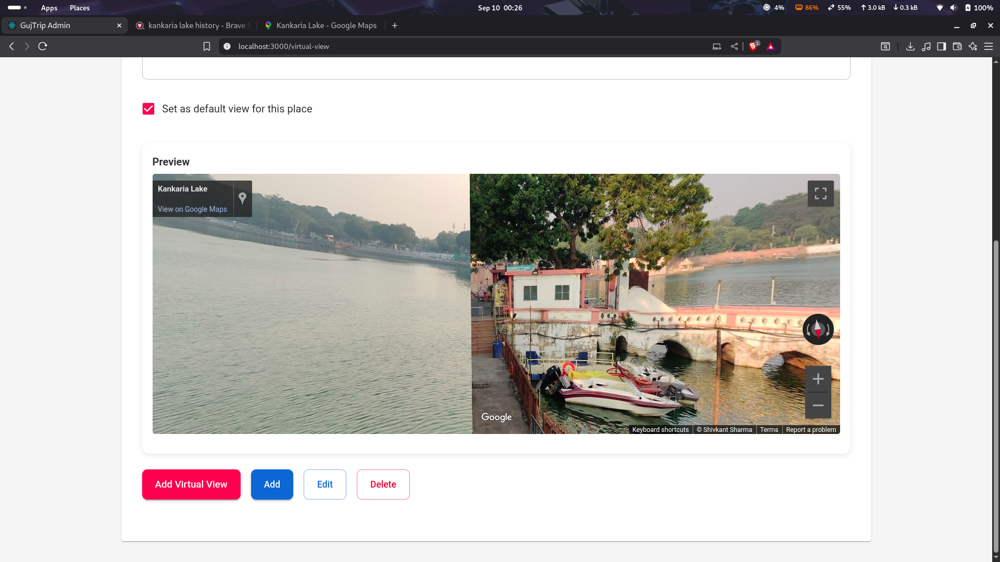 Apps Places Sep 10 00:26 4% 86% 55% 3.0 kB 0.3 kB 100%
GujTrip Admin kankaria lake history - Brave S Kankaria Lake - Google Maps
localhost:3000/virtual-view 2
Set as default view for this place
Preview
Kankaria Lake
View on Google Maps
Google
Keyboard shortcuts © Shivkant Sharma Terms Report a problem
Add Virtual View Add Edit Delete